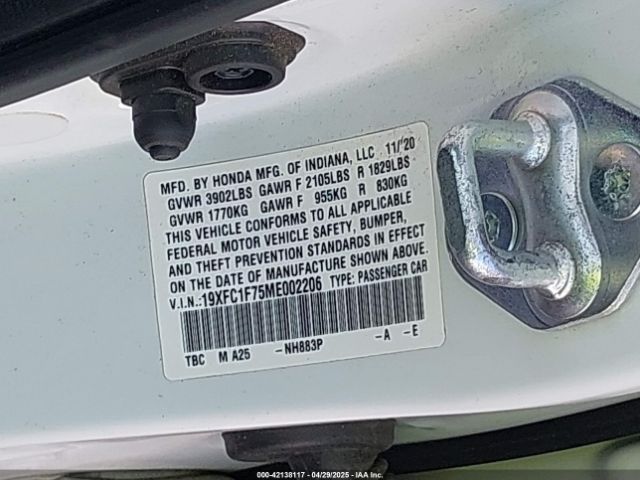 MFD. BY HONDA MFG. OF INDIANA, LLC 11/'20
GVWR 3902LBS GAWR F 2105LBS R 1829LBS
GVWR 1770KG GAWR F 955KG R 830KG
THIS VEHICLE CONFORMS TO ALL APPLICABLE
FEDERAL MOTOR VEHICLE SAFETY, BUMPER,
AND THEFT PREVENTION STANDARDS IN EFFECT
ON THE DATE OF MANUFACTURE SHOWN ABOVE.
V.I.N.:19XFC1F75ME002206 TYPE: PASSENGER CAR
TBC M A25 -NH883P -A -E
000-42138117 | 04/29/2025 - IAA Inc.